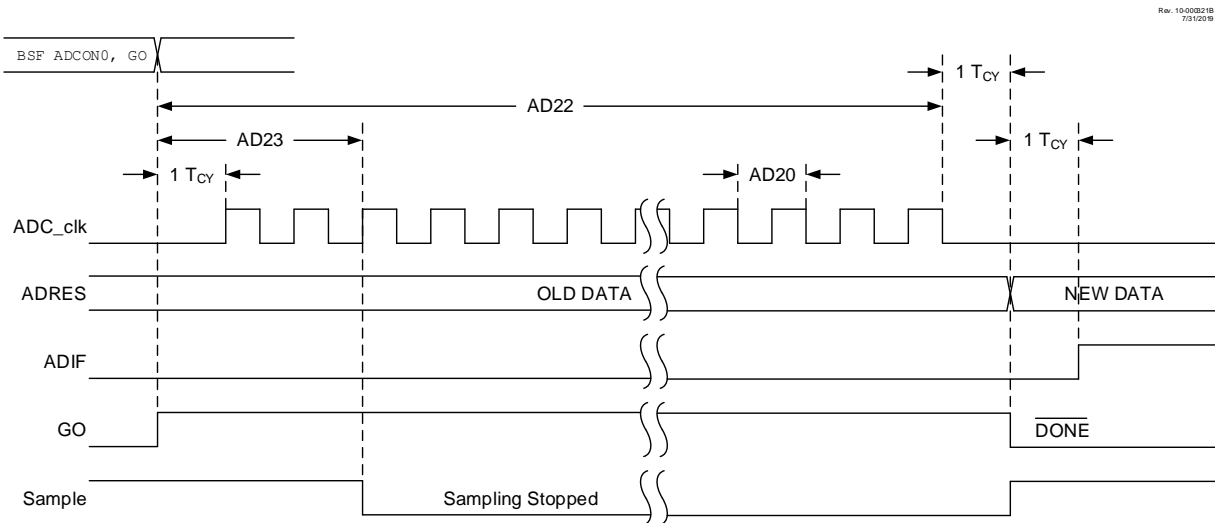 Rev. 10-000321B
7/31/2019
BSF ADCON0, GO
1 TCY
AD22
AD23
1 TCY
1 TCY
AD20
ADC_clk
ADRES
OLD DATA
NEW DATA
ADIF
GO
DONE
Sample
Sampling Stopped